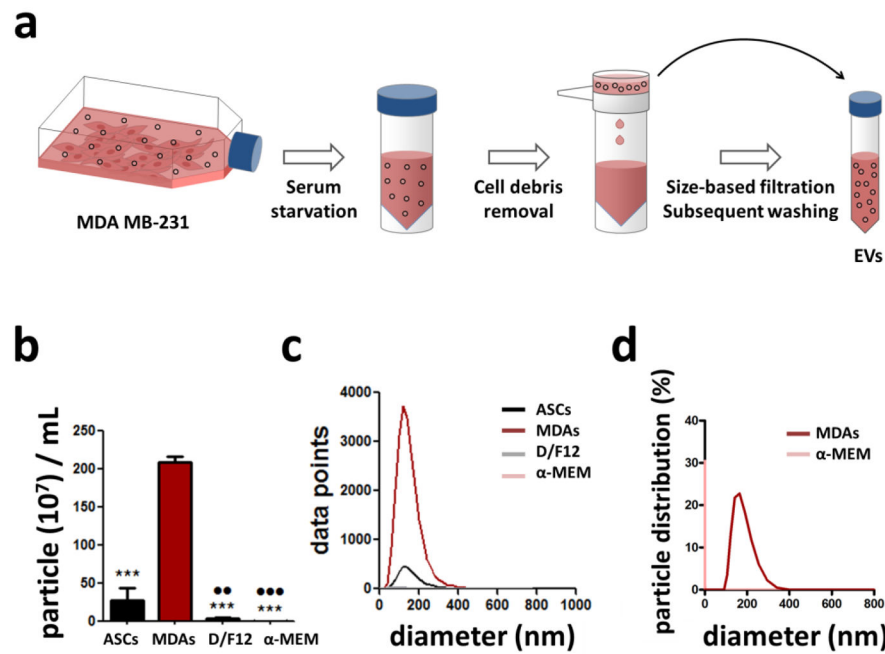 a
Serum
starvation
Cell debris
removal
Size-based filtration
Subsequent washing
MDA MB-231
EVs
b
particle (10⁷) / mL
250
200
150
100
50
0
***
●●
***
●●●
***
ASCs MDAs D/F12 α-MEM
c
data points
4000
3000
2000
1000
0
0 200 400 600 800 1000
diameter (nm)
ASCs
MDAs
D/F12
α-MEM
d
particle distribution (%)
40
30
20
10
0
0 200 400 600 800
diameter (nm)
MDAs
α-MEM